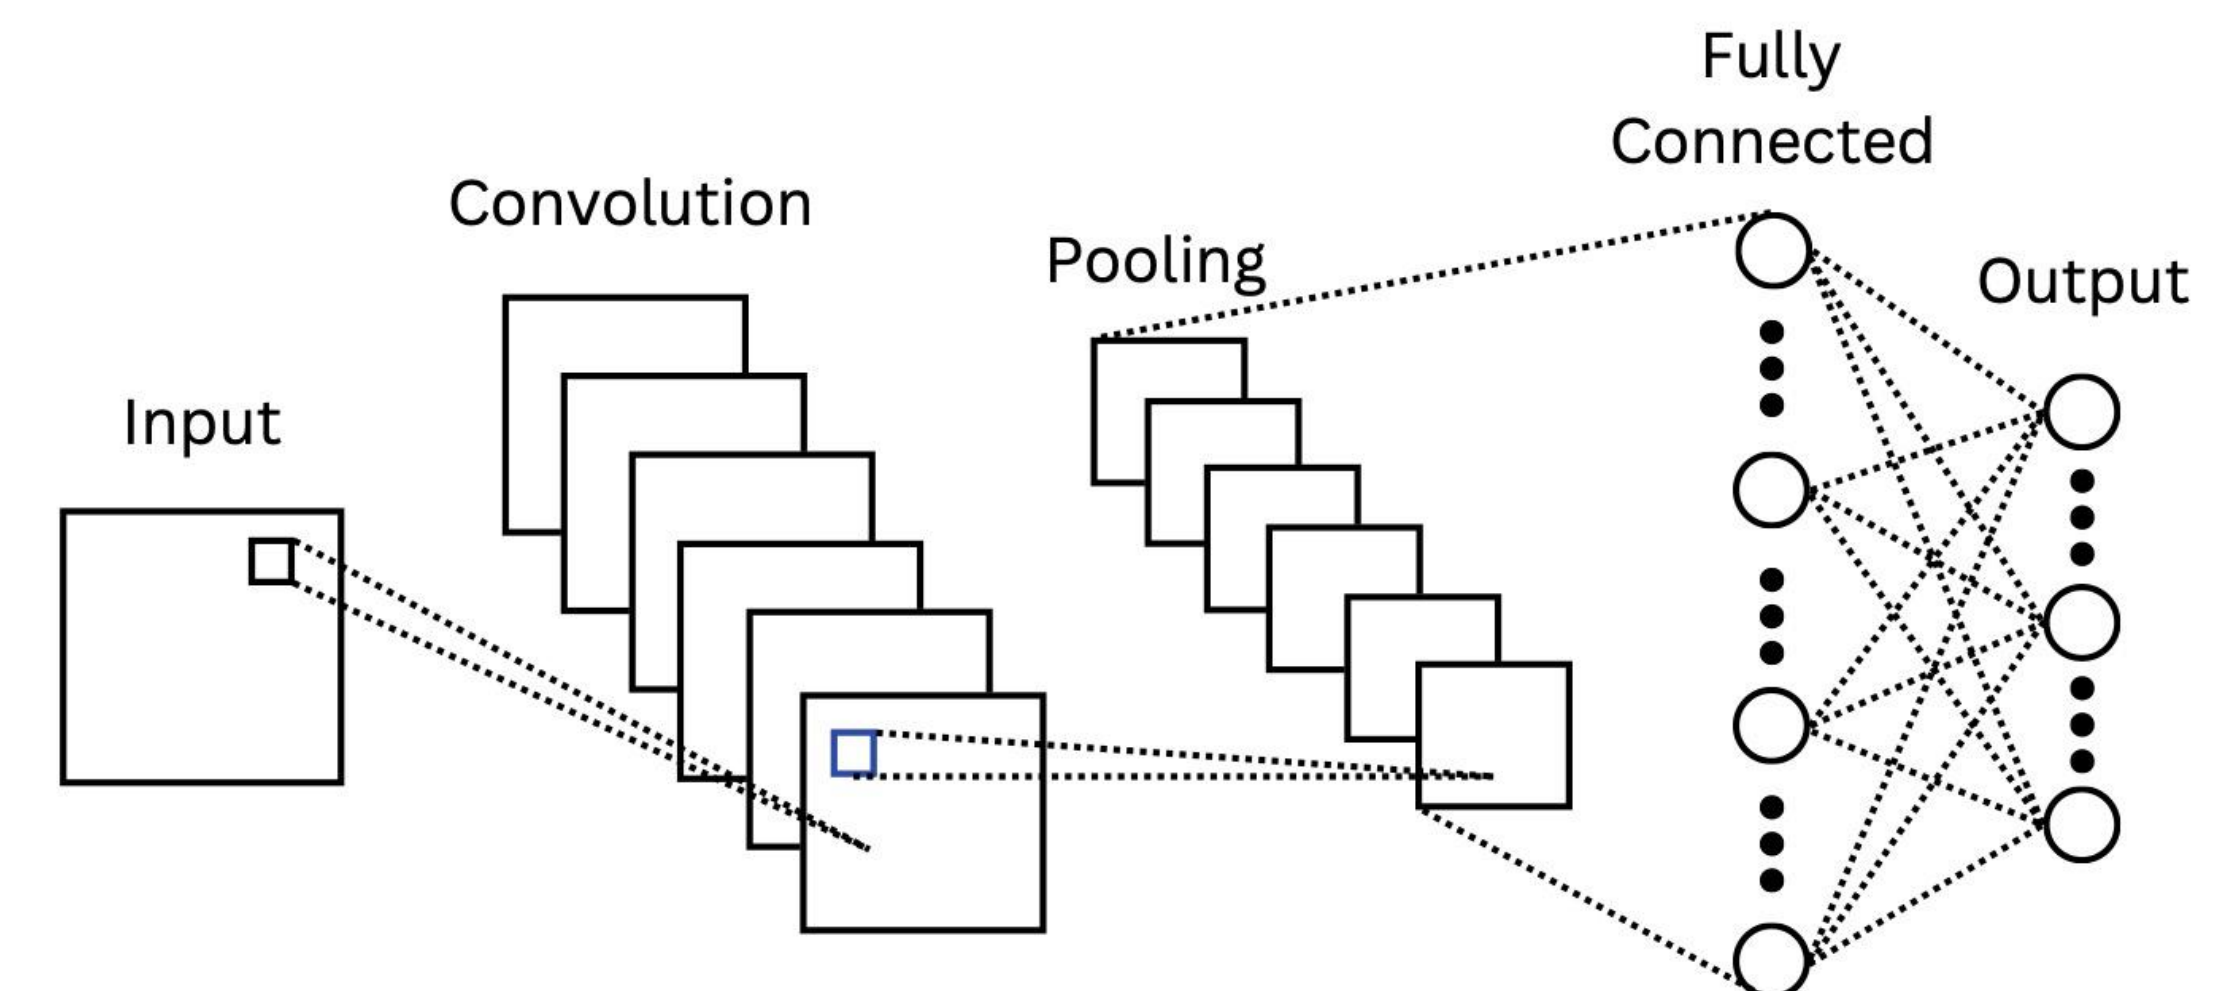 Input
Convolution
Pooling
Fully
Connected
Output